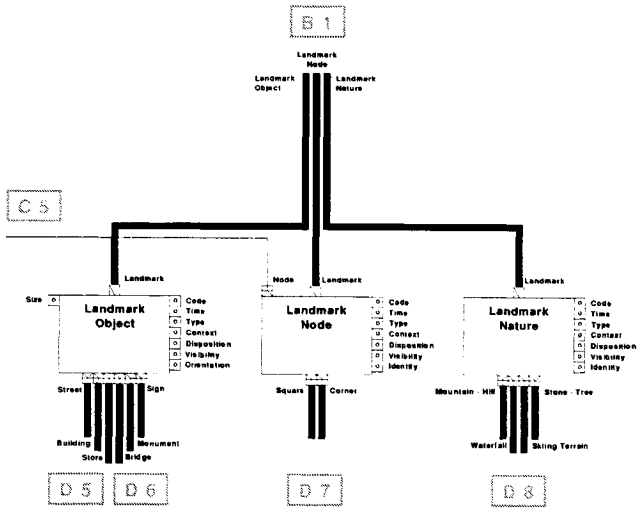 B 1
Landmark
Node
Landmark
Object
Landmark
Nature
C 5
Landmark
Node
Landmark
Landmark
Size
Landmark
Object
Code
Time
Type
Context
Disposition
Visibility
Orientation
Landmark
Node
Code
Time
Type
Context
Disposition
Visibility
Identity
Landmark
Nature
Code
Time
Type
Context
Disposition
Visibility
Identity
Street
Sign
Building
Monument
Store
Bridge
Square
Corner
Mountain - Hill
Stone - Tree
Waterfall
Skiing Terrain
D 5
D 6
D 7
D 8